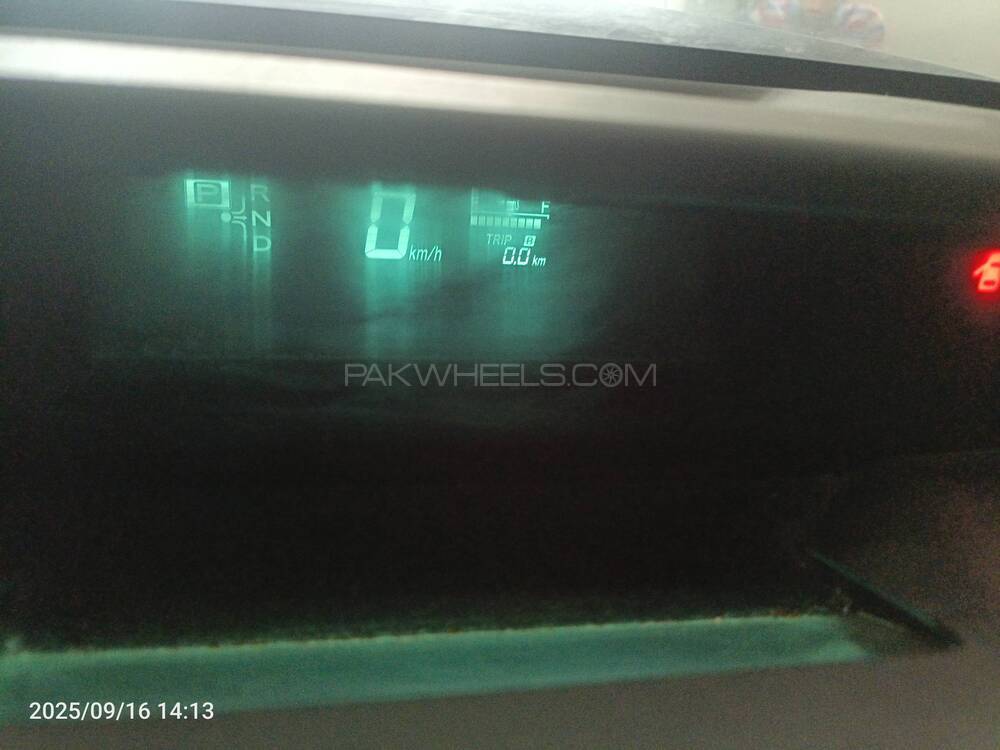 P R
N
D
0 km/h
F
TRIP A
0.0 km
PAKWHEELS.COM
2025/09/16 14:13